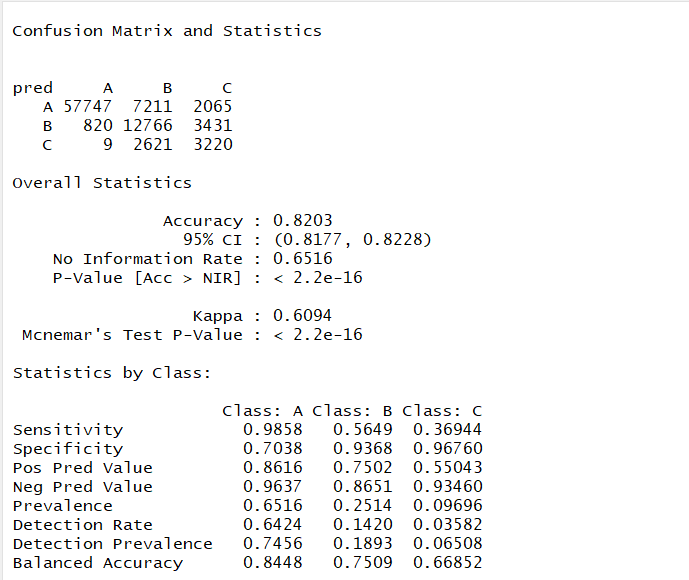 Confusion Matrix and Statistics
pred A B C
A 57747 7211 2065
B 820 12766 3431
C 9 2621 3220
Overall Statistics
Accuracy : 0.8203
95% CI : (0.8177, 0.8228)
No Information Rate : 0.6516
P-Value [Acc > NIR] : < 2.2e-16
Kappa : 0.6094
Mcnemar's Test P-Value : < 2.2e-16
Statistics by Class:
Class: A Class: B Class: C
Sensitivity 0.9858 0.5649 0.36944
Specificity 0.7038 0.9368 0.96760
Pos Pred Value 0.8616 0.7502 0.55043
Neg Pred Value 0.9637 0.8651 0.93460
Prevalence 0.6516 0.2514 0.09696
Detection Rate 0.6424 0.1420 0.03582
Detection Prevalence 0.7456 0.1893 0.06508
Balanced Accuracy 0.8448 0.7509 0.66852